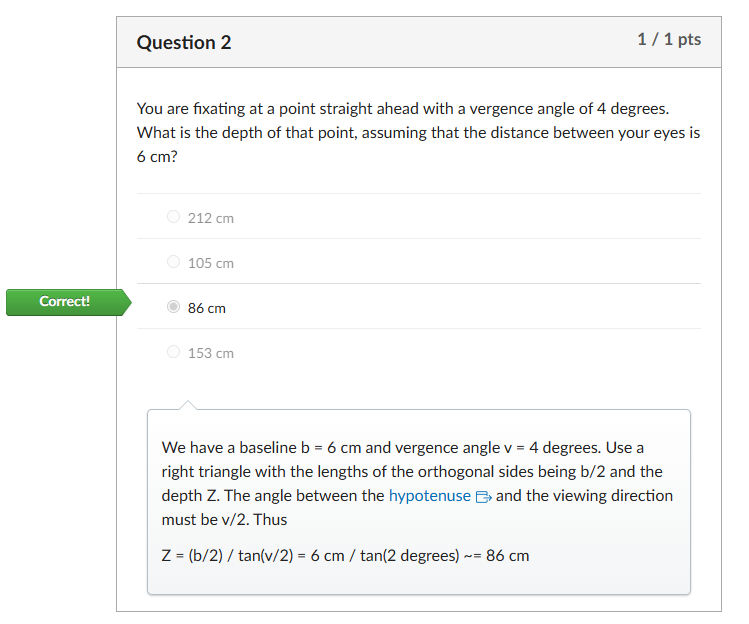 Question 2
1 / 1 pts
You are fixating at a point straight ahead with a vergence angle of 4 degrees.
What is the depth of that point, assuming that the distance between your eyes is
6 cm?
212 cm
105 cm
Correct!
86 cm
153 cm
We have a baseline b = 6 cm and vergence angle v = 4 degrees. Use a
right triangle with the lengths of the orthogonal sides being b/2 and the
depth Z. The angle between the hypotenuse and the viewing direction
must be v/2. Thus
Z = (b/2) / tan(v/2) = 6 cm / tan(2 degrees) ~= 86 cm